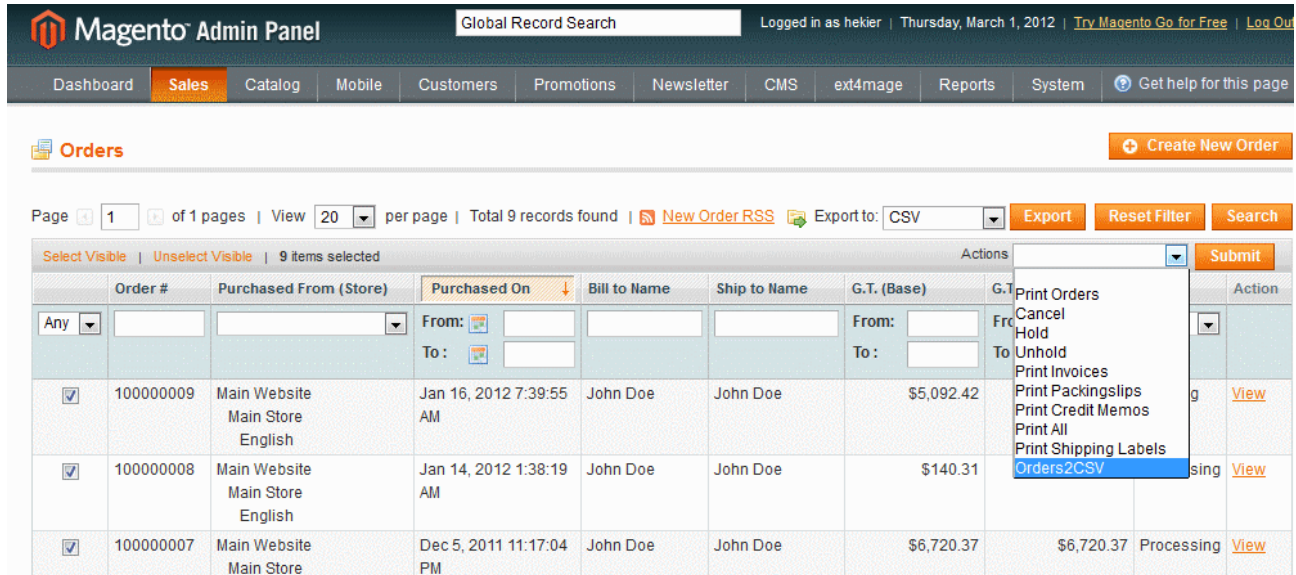 Magento Admin Panel
Global Record Search
Logged in as hekier | Thursday, March 1, 2012 | Try Magento Go for Free | Log Out
Dashboard Sales Catalog Mobile Customers Promotions Newsletter CMS ext4mage Reports System Get help for this page
Orders
Create New Order
Page 1 of 1 pages | View 20 per page | Total 9 records found | New Order RSS Export to: CSV Export Reset Filter Search
Select Visible | Unselect Visible | 9 items selected Actions Submit
Order # Purchased From (Store) Purchased On Bill to Name Ship to Name G.T. (Base) G.T Action
Any From: From: Fro
To : To : To
Print Orders
Cancel
Hold
Unhold
Print Invoices
Print Packingslips
Print Credit Memos
Print All
Print Shipping Labels
Orders2CSV
100000009 Main Website Jan 16, 2012 7:39:55 John Doe John Doe $5,092.42 g View
Main Store AM
English
100000008 Main Website Jan 14, 2012 1:38:19 John Doe John Doe $140.31 sing View
Main Store AM
English
100000007 Main Website Dec 5, 2011 11:17:04 John Doe John Doe $6,720.37 $6,720.37 Processing View
Main Store PM